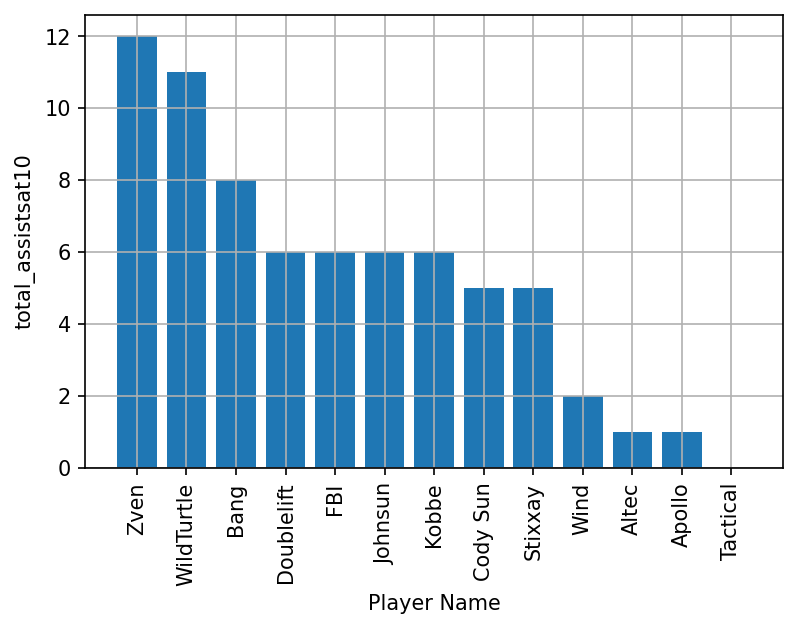 12
10
8
6
4
2
0
total_assistsat10
Zven
WildTurtle
Bang
Doublelift
FBI
Johnsun
Kobbe
Cody Sun
Stixxay
Wind
Altec
Apollo
Tactical
Player Name